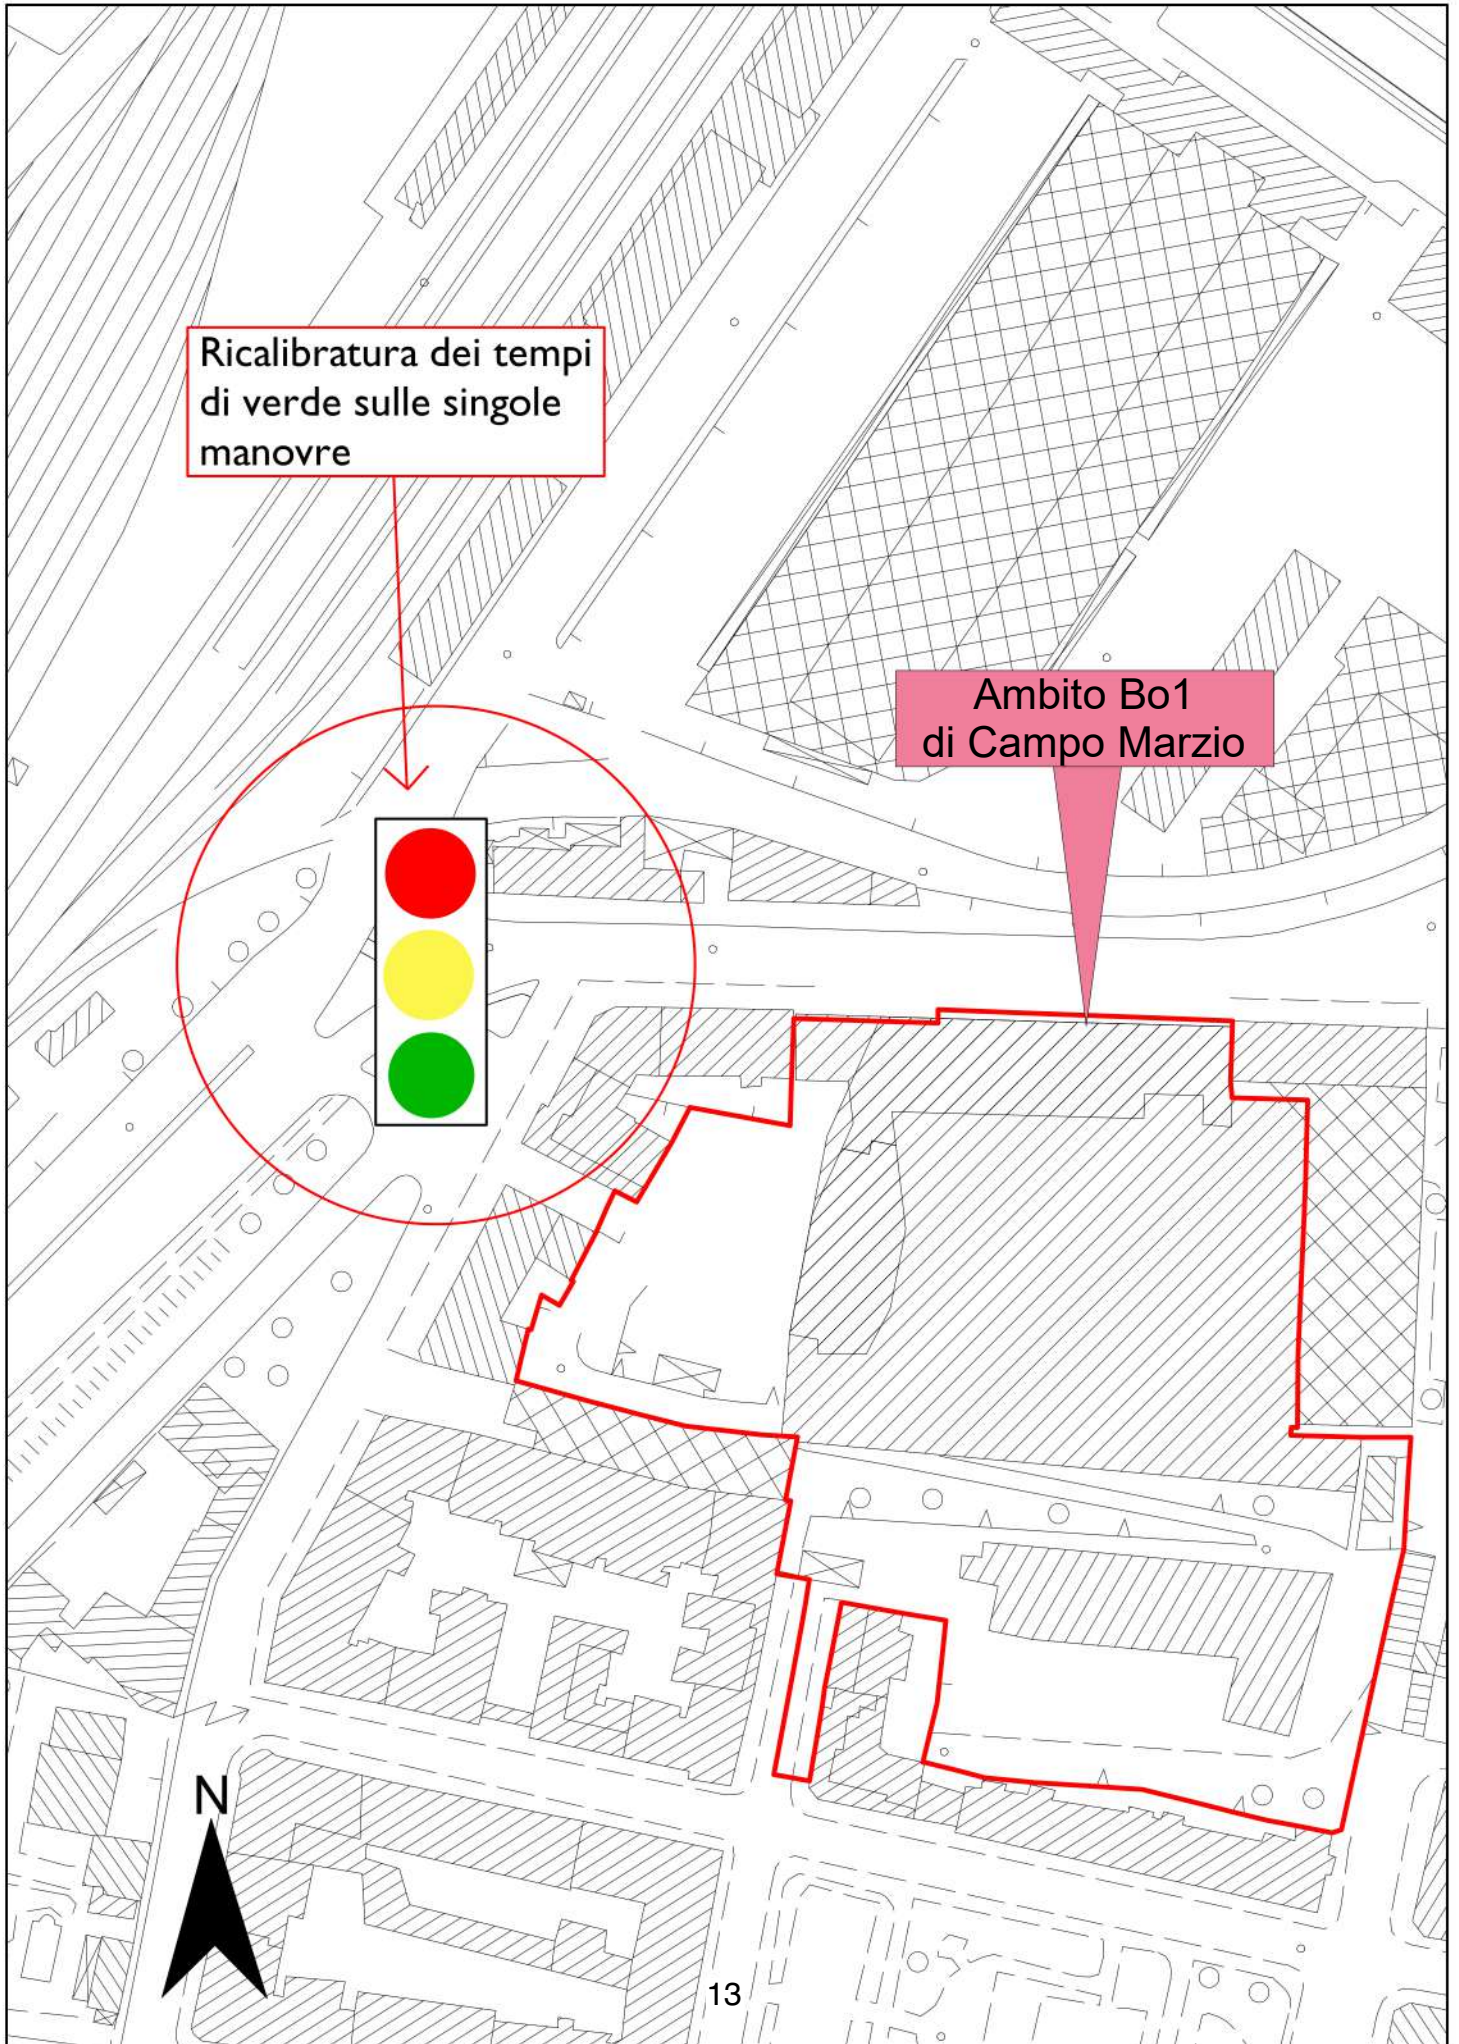 Ricalibratura dei tempi
di verde sulle singole
manovre
Ambito Bo1
di Campo Marzio
N
13